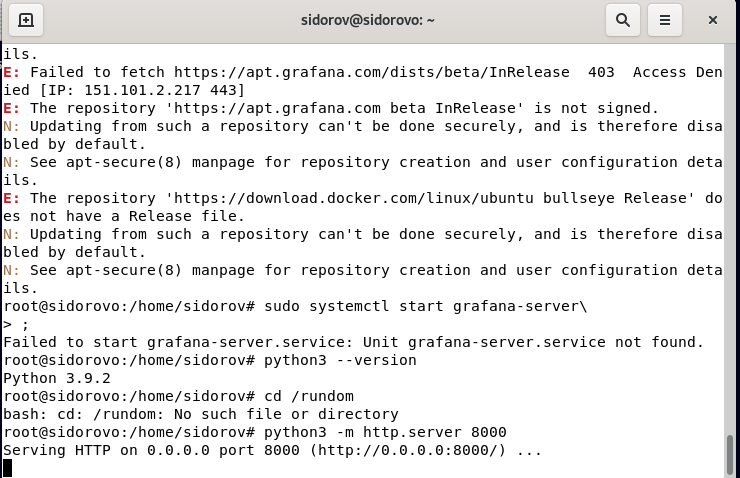 sidorov@sidorovo: ~
ils.
E: Failed to fetch https://apt.grafana.com/dists/beta/InRelease  403  Access Den
ied [IP: 151.101.2.217 443]
E: The repository 'https://apt.grafana.com beta InRelease' is not signed.
N: Updating from such a repository can't be done securely, and is therefore disa
bled by default.
N: See apt-secure(8) manpage for repository creation and user configuration deta
ils.
E: The repository 'https://download.docker.com/linux/ubuntu bullseye Release' do
es not have a Release file.
N: Updating from such a repository can't be done securely, and is therefore disa
bled by default.
N: See apt-secure(8) manpage for repository creation and user configuration deta
ils.
root@sidorovo:/home/sidorov# sudo systemctl start grafana-server\
> ;
Failed to start grafana-server.service: Unit grafana-server.service not found.
root@sidorovo:/home/sidorov# python3 --version
Python 3.9.2
root@sidorovo:/home/sidorov# cd /rundom
bash: cd: /rundom: No such file or directory
root@sidorovo:/home/sidorov# python3 -m http.server 8000
Serving HTTP on 0.0.0.0 port 8000 (http://0.0.0.0:8000/) ...